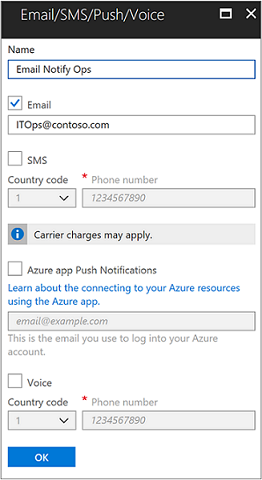 Email/SMS/Push/Voice
Name
Email Notify Ops
Email
ITOps@contoso.com
SMS
Country code * Phone number
1 1234567890
Carrier charges may apply.
Azure app Push Notifications
Learn about the connecting to your Azure resources
using the Azure app.
email@example.com
This is the email you use to log into your Azure
account.
Voice
Country code * Phone number
1 1234567890
OK